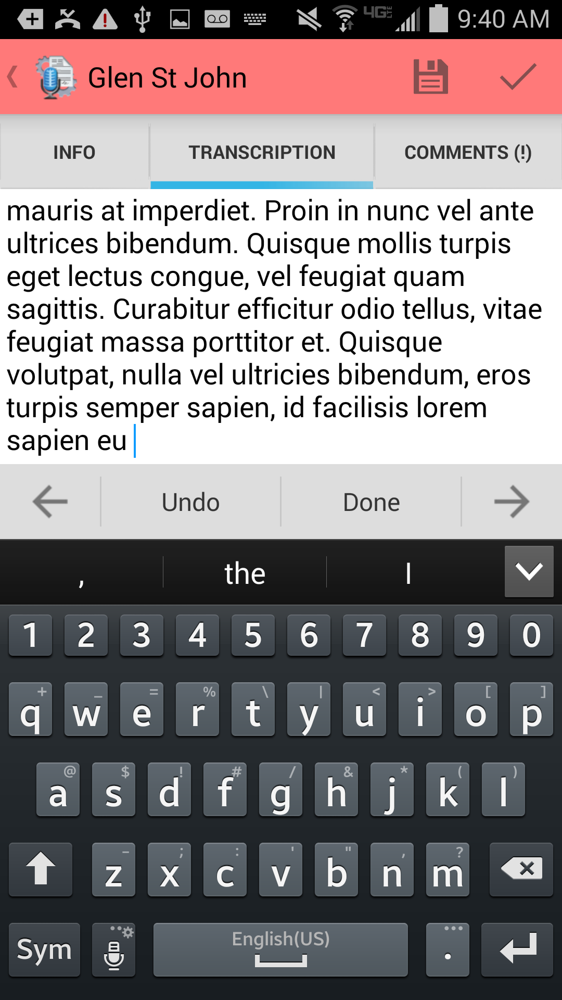 4G LTE 9:40 AM
Glen St John
INFO TRANSCRIPTION COMMENTS (!)
mauris at imperdiet. Proin in nunc vel ante
ultrices bibendum. Quisque mollis turpis
eget lectus congue, vel feugiat quam
sagittis. Curabitur efficitur odio tellus, vitae
feugiat massa porttitor et. Quisque
volutpat, nulla vel ultricies bibendum, eros
turpis semper sapien, id facilisis lorem
sapien eu
Undo Done
, the I
1 2 3 4 5 6 7 8 9 0
+ _ = % \ | < > [ ]
q w e r t y u i o p
@ $ ! # / & * ( )
a s d f g h j k l
- ; : ' " , ?
z x c v b n m
Sym English(US) .